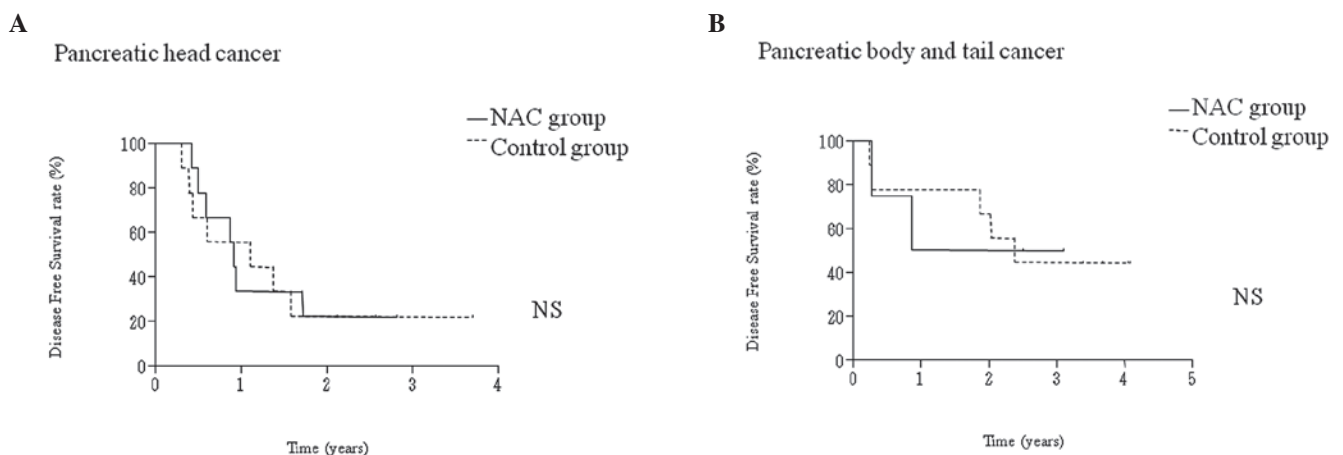 A
Pancreatic head cancer
NAC group
Control group
Disease Free Survival rate (%)
100
80
60
40
20
0
0 1 2 3 4
Time (years)
NS
B
Pancreatic body and tail cancer
NAC group
Control group
Disease Free Survival rate (%)
100
80
60
40
20
0
0 1 2 3 4 5
Time (years)
NS